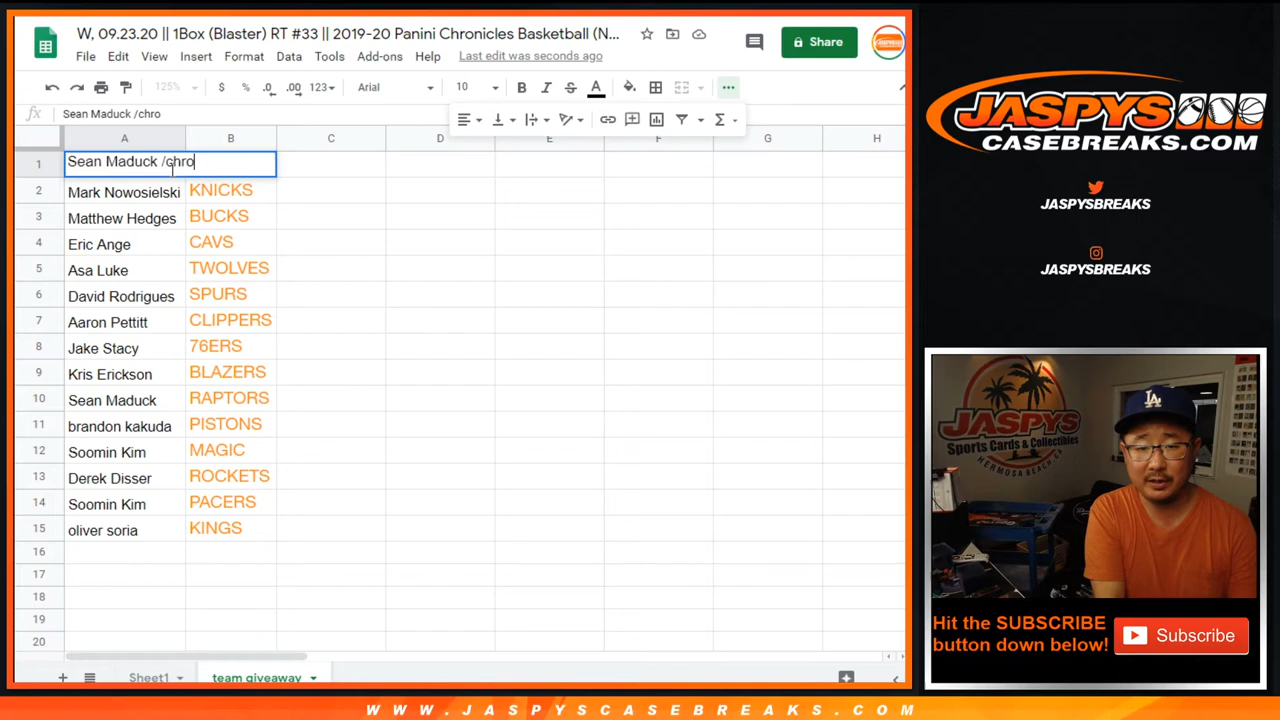 W, 09.23.20 || 1Box (Blaster) RT #33 || 2019-20 Panini Chronicles Basketball (N...
File Edit View Insert Format Data Tools Add-ons Help Last edit was seconds ago
Share
125% $ % .0 .00 123 Arial 10 B I S A
fx Sean Maduck /chro
A B C D E F G H
1 Sean Maduck /chro
2 Mark Nowosielski KNICKS
3 Matthew Hedges BUCKS
4 Eric Ange CAVS
5 Asa Luke TWOLVES
6 David Rodrigues SPURS
7 Aaron Pettitt CLIPPERS
8 Jake Stacy 76ERS
9 Kris Erickson BLAZERS
10 Sean Maduck RAPTORS
11 brandon kakuda PISTONS
12 Soomin Kim MAGIC
13 Derek Disser ROCKETS
14 Soomin Kim PACERS
15 oliver soria KINGS
16
17
18
19
20
Sheet1 team giveaway
JASPYS
CASEBREAKS.COM
JASPYSBREAKS
JASPYSBREAKS
JASPYS
Sports Cards & Collectibles
HERMOSA BEACH, CA
LA
Hit the SUBSCRIBE
button down below!
Subscribe
WWW.JASPYSCASEBREAKS.COM